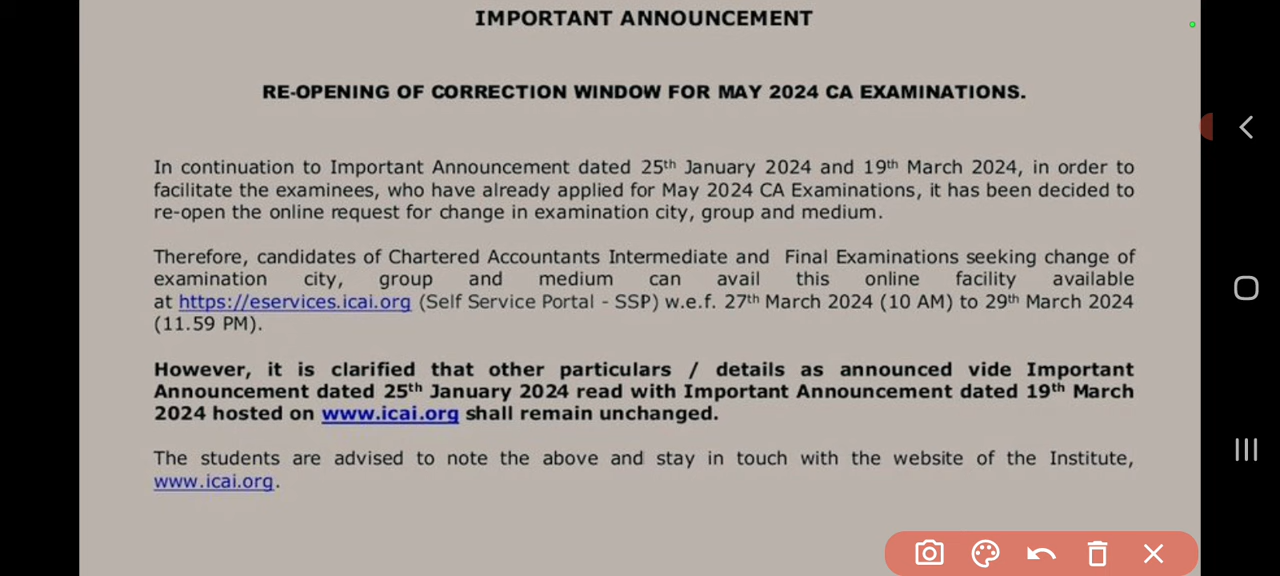 IMPORTANT ANNOUNCEMENT
RE-OPENING OF CORRECTION WINDOW FOR MAY 2024 CA EXAMINATIONS.
In continuation to Important Announcement dated 25th January 2024 and 19th March 2024, in order to
facilitate the examinees, who have already applied for May 2024 CA Examinations, it has been decided to
re-open the online request for change in examination city, group and medium.
Therefore, candidates of Chartered Accountants Intermediate and Final Examinations seeking change of
examination city, group and medium can avail this online facility available
at https://eservices.icai.org (Self Service Portal - SSP) w.e.f. 27th March 2024 (10 AM) to 29th March 2024
(11.59 PM).
However, it is clarified that other particulars / details as announced vide Important
Announcement dated 25th January 2024 read with Important Announcement dated 19th March
2024 hosted on www.icai.org shall remain unchanged.
The students are advised to note the above and stay in touch with the website of the Institute,
www.icai.org.